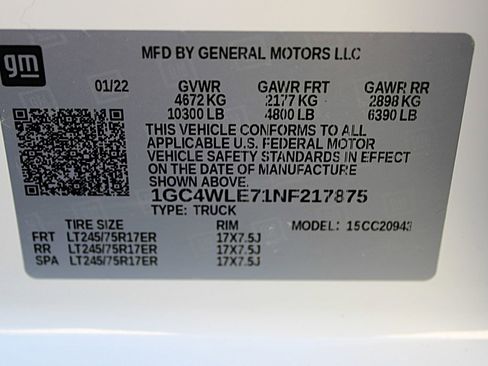 gm
MFD BY GENERAL MOTORS LLC
01/22 GVWR GAWR FRT GAWR RR
4672 KG 2177 KG 2898 KG
10300 LB 4800 LB 6390 LB
THIS VEHICLE CONFORMS TO ALL
APPLICABLE U.S. FEDERAL MOTOR
VEHICLE SAFETY STANDARDS IN EFFECT
ON THE DATE OF MANUFACTURE
SHOWN ABOVE.
1GC4WLE71NF217875
TYPE: TRUCK
TIRE SIZE RIM MODEL: 15CC20943
FRT LT245/75R17ER 17X7.5J
RR LT245/75R17ER 17X7.5J
SPA LT245/75R17ER 17X7.5J